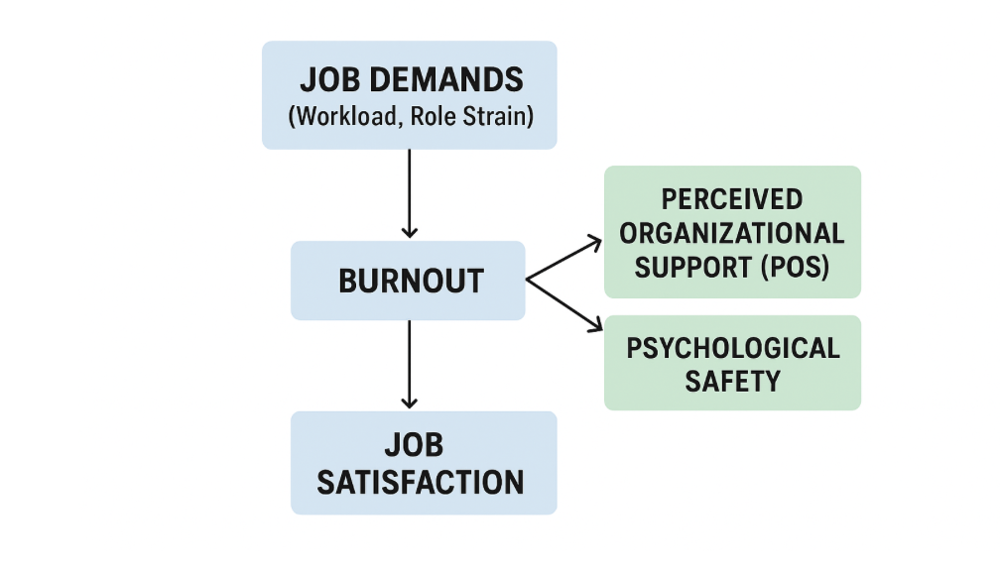 JOB DEMANDS
(Workload, Role Strain)
BURNOUT
PERCEIVED
ORGANIZATIONAL
SUPPORT (POS)
PSYCHOLOGICAL
SAFETY
JOB
SATISFACTION